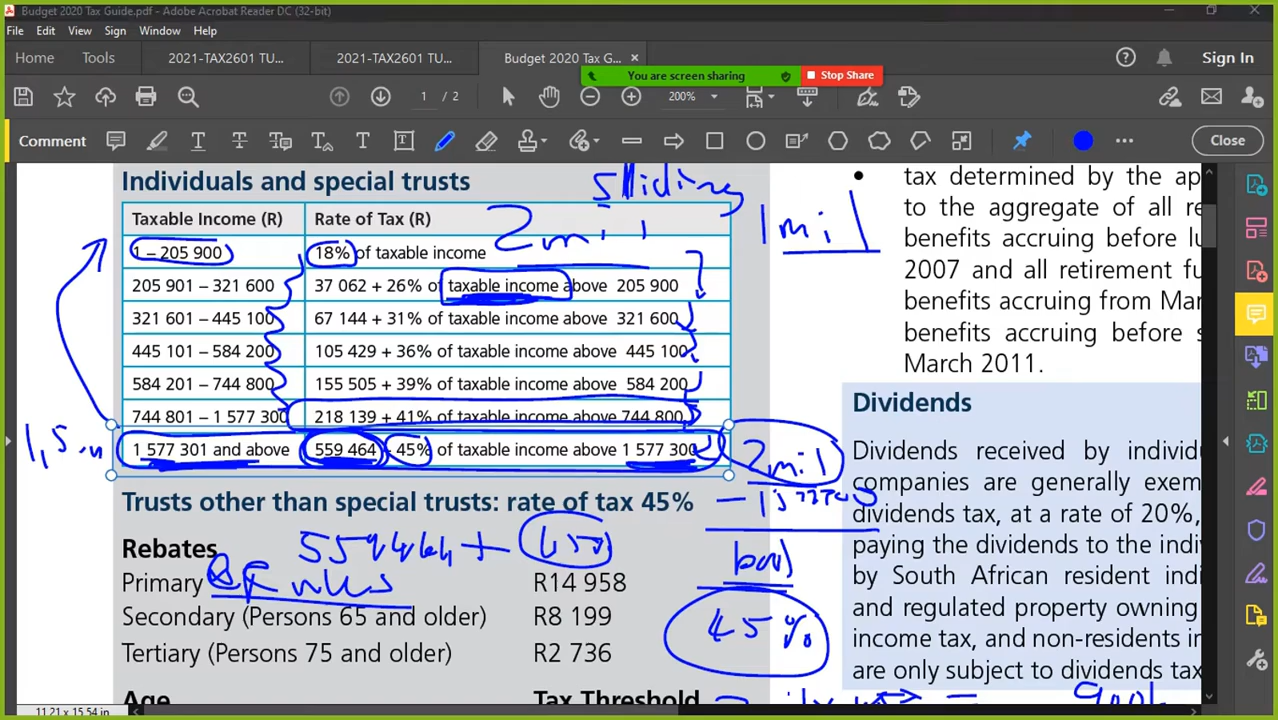 Budget 2020 Tax Guide.pdf - Adobe Acrobat Reader DC (32-bit)
File Edit View Sign Window Help
Home Tools 2021-TAX2601 TU... 2021-TAX2601 TU... Budget 2020 Tax G... × Sign In
You are screen sharing Stop Share
1 / 2 200%
Comment Close
Individuals and special trusts
sliding
Taxable Income (R) Rate of Tax (R)
2mil
1mil
1 – 205 900 18% of taxable income
205 901 – 321 600 37 062 + 26% of taxable income above 205 900
321 601 – 445 100 67 144 + 31% of taxable income above 321 600
445 101 – 584 200 105 429 + 36% of taxable income above 445 100
584 201 – 744 800 155 505 + 39% of taxable income above 584 200
744 801 – 1 577 300 218 139 + 41% of taxable income above 744 800
1,5 m
1 577 301 and above 559 464 + 45% of taxable income above 1 577 300
2mil
Trusts other than special trusts: rate of tax 45%
559464 +
Rebates
Primary R14 958
Secondary (Persons 65 and older) R8 199
45%
Tertiary (Persons 75 and older) R2 736
Age Tax Threshold
tax determined by the ap
to the aggregate of all re
benefits accruing before
2007 and all retirement fu
benefits accruing from Mar
benefits accruing before
March 2011.
Dividends
Dividends received by individ
companies are generally exem
dividends tax, at a rate of 20%,
paying the dividends to the indi
by South African resident indi
and regulated property owning
income tax, and non-residents in
are only subject to dividends tax
11.21 x 15.54 in